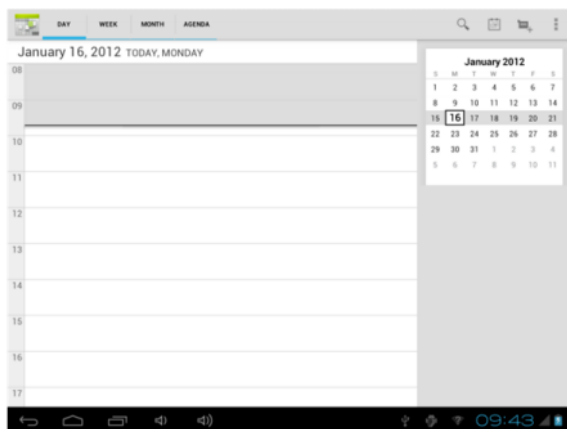 DAY WEEK MONTH AGENDA
January 16, 2012 TODAY, MONDAY
08
09
10
11
12
13
14
15
16
17
January 2012
S M T W T F S
1 2 3 4 5 6 7
8 9 10 11 12 13 14
15 16 17 18 19 20 21
22 23 24 25 26 27 28
29 30 31 1 2 3 4
5 6 7 8 9 10 11
09:43